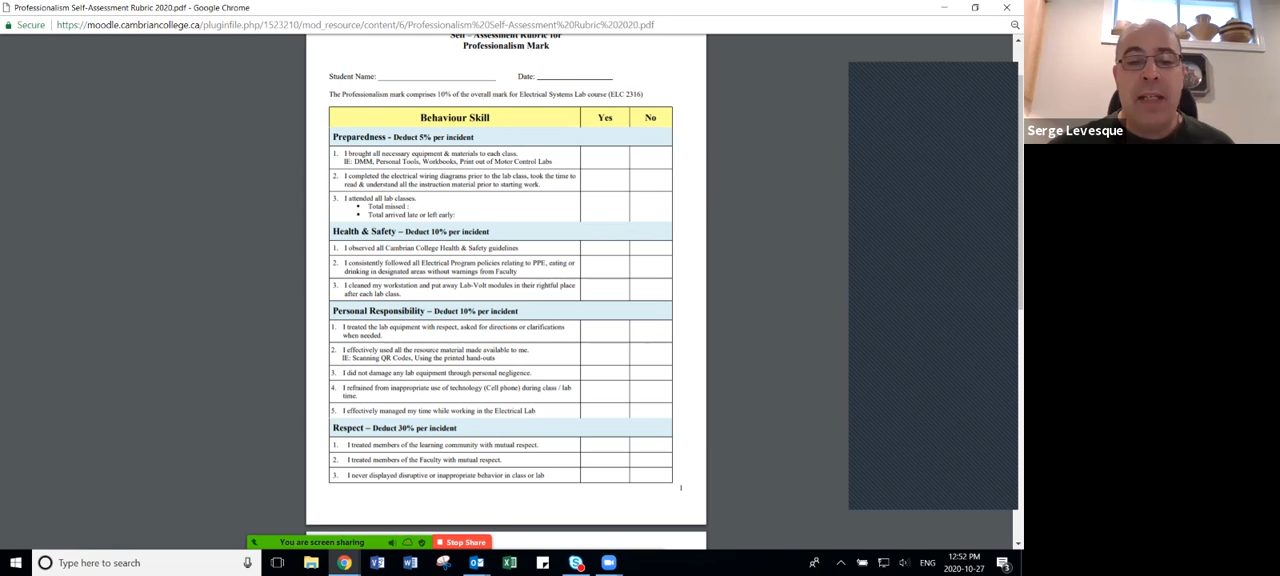 Professionalism Self-Assessment Rubric 2020.pdf - Google Chrome
Secure | https://moodle.cambriancollege.ca/pluginfile.php/1523210/mod_resource/content/6/Professionalism%20Self-Assessment%20Rubric%202020.pdf
Self – Assessment Rubric for
Professionalism Mark
Student Name: Date:
The Professionalism mark comprises 10% of the overall mark for Electrical Systems Lab course (ELC 2316)
Behaviour Skill Yes No
Preparedness - Deduct 5% per incident
1. I brought all necessary equipment & materials to each class.
IE: DMM, Personal Tools, Workbooks, Print out of Motor Control Labs
2. I completed the electrical wiring diagrams prior to the lab class, took the time to
read & understand all the instruction material prior to starting work.
3. I attended all lab classes.
• Total missed :
• Total arrived late or left early:
Health & Safety – Deduct 10% per incident
1. I observed all Cambrian College Health & Safety guidelines
2. I consistently followed all Electrical Program policies relating to PPE, eating or
drinking in designated areas without warnings from Faculty
3. I cleaned my workstation and put away Lab-Volt modules in their rightful place
after each lab class.
Personal Responsibility – Deduct 10% per incident
1. I treated the lab equipment with respect, asked for directions or clarifications
when needed.
2. I effectively used all the resource material made available to me.
IE: Scanning QR Codes, Using the printed hand-outs
3. I did not damage any lab equipment through personal negligence.
4. I refrained from inappropriate use of technology (Cell phone) during class / lab
time.
5. I effectively managed my time while working in the Electrical Lab
Respect – Deduct 30% per incident
1. I treated members of the learning community with mutual respect.
2. I treated members of the Faculty with mutual respect.
3. I never displayed disruptive or inappropriate behavior in class or lab
1
Serge Levesque
You are screen sharing Stop Share
Type here to search
ENG
12:52 PM
2020-10-27
3